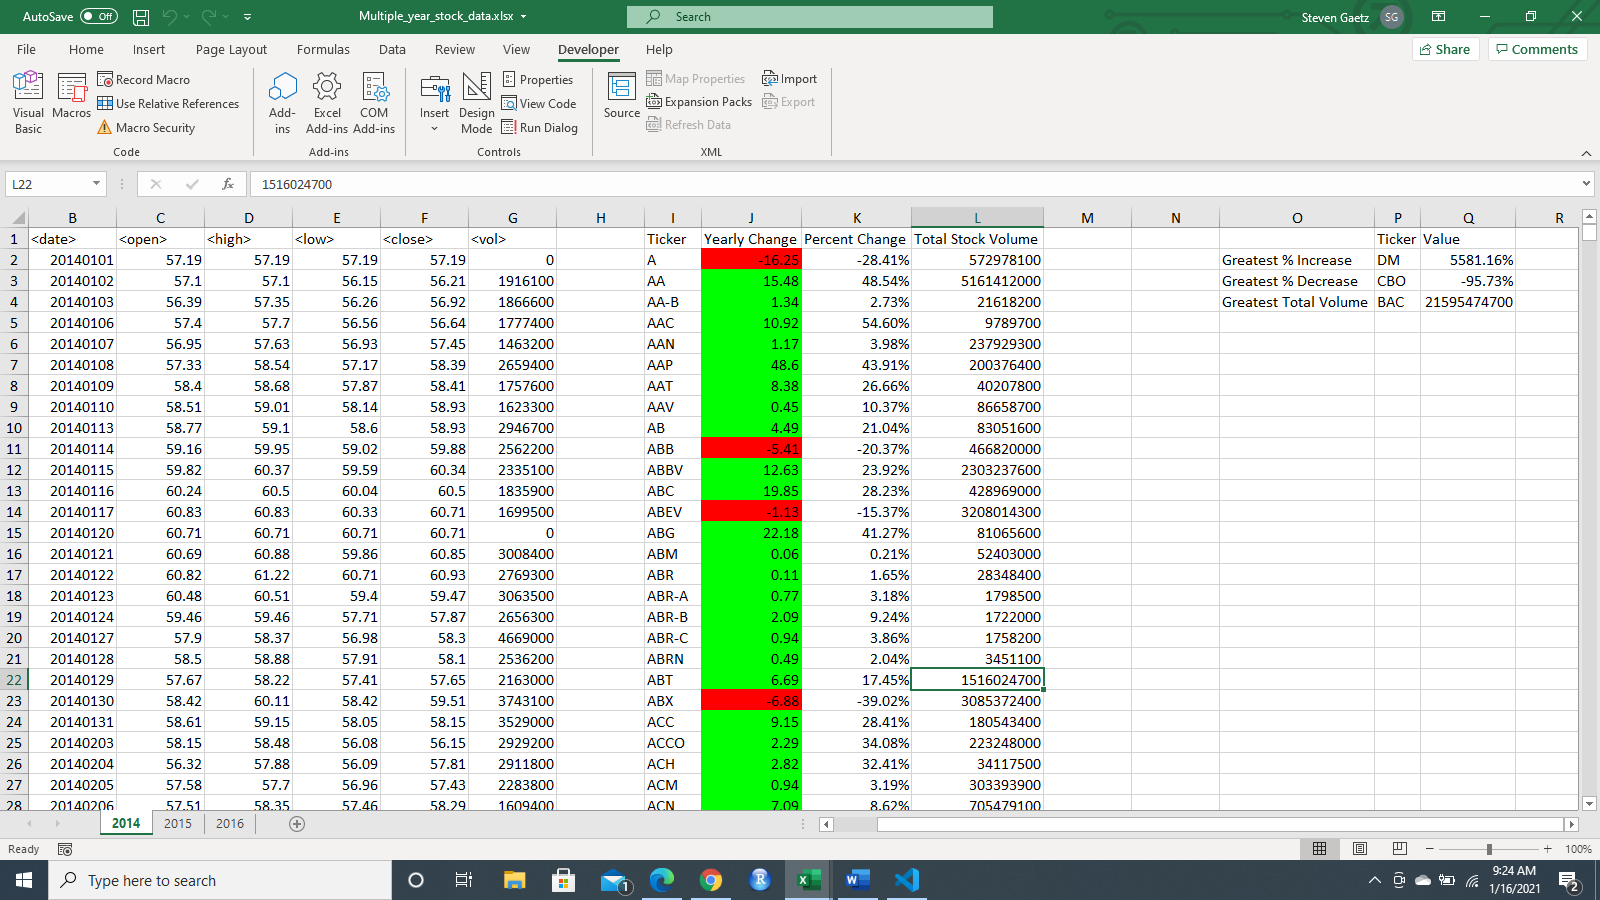 AutoSave Off Multiple_year_stock_data.xlsx Search Steven Gaetz SG
File Home Insert Page Layout Formulas Data Review View Developer Help Share Comments
Visual Basic
Macros
Record Macro
Use Relative References
Macro Security
Code
Add-ins
Excel Add-ins
COM Add-ins
Add-ins
Insert
Design Mode
Properties
View Code
Run Dialog
Controls
Source
Map Properties
Expansion Packs
Refresh Data
Import
Export
XML
L22 fx 1516024700
B C D E F G H I J K L M N O P Q R
1 <date> <open> <high> <low> <close> <vol> Ticker Yearly Change Percent Change Total Stock Volume Ticker Value
2 20140101 57.19 57.19 57.19 57.19 0 A -16.25 -28.41% 572978100 Greatest % Increase DM 5581.16%
3 20140102 57.1 57.1 56.15 56.21 1916100 AA 15.48 48.54% 5161412000 Greatest % Decrease CBO -95.73%
4 20140103 56.39 57.35 56.26 56.92 1866600 AA-B 1.34 2.73% 21618200 Greatest Total Volume BAC 21595474700
5 20140106 57.4 57.7 56.56 56.64 1777400 AAC 10.92 54.60% 9789700
6 20140107 56.95 57.63 56.93 57.45 1463200 AAN 1.17 3.98% 237929300
7 20140108 57.33 58.54 57.17 58.39 2659400 AAP 48.6 43.91% 200376400
8 20140109 58.4 58.68 57.87 58.41 1757600 AAT 8.38 26.66% 40207800
9 20140110 58.51 59.01 58.14 58.93 1623300 AAV 0.45 10.37% 86658700
10 20140113 58.77 59.1 58.6 58.93 2946700 AB 4.49 21.04% 83051600
11 20140114 59.16 59.95 59.02 59.88 2562200 ABB -5.41 -20.37% 466820000
12 20140115 59.82 60.37 59.59 60.34 2335100 ABBV 12.63 23.92% 2303237600
13 20140116 60.24 60.5 60.04 60.5 1835900 ABC 19.85 28.23% 428969000
14 20140117 60.83 60.83 60.33 60.71 1699500 ABEV -1.13 -15.37% 3208014300
15 20140120 60.71 60.71 60.71 60.71 0 ABG 22.18 41.27% 81065600
16 20140121 60.69 60.88 59.86 60.85 3008400 ABM 0.06 0.21% 52403000
17 20140122 60.82 61.22 60.71 60.93 2769300 ABR 0.11 1.65% 28348400
18 20140123 60.48 60.51 59.4 59.47 3063500 ABR-A 0.77 3.18% 1798500
19 20140124 59.46 59.46 57.71 57.87 2656300 ABR-B 2.09 9.24% 1722000
20 20140127 57.9 58.37 56.98 58.3 4669000 ABR-C 0.94 3.86% 1758200
21 20140128 58.5 58.88 57.91 58.1 2536200 ABRN 0.49 2.04% 3451100
22 20140129 57.67 58.22 57.41 57.65 2163000 ABT 6.69 17.45% 1516024700
23 20140130 58.42 60.11 58.42 59.51 3743100 ABX -6.88 -39.02% 3085372400
24 20140131 58.61 59.15 58.05 58.15 3529000 ACC 9.15 28.41% 180543400
25 20140203 58.15 58.48 56.08 56.15 2929200 ACCO 2.29 34.08% 223248000
26 20140204 56.32 57.88 56.09 57.81 2911800 ACH 2.82 32.41% 34117500
27 20140205 57.58 57.7 56.96 57.43 2283800 ACM 0.94 3.19% 303393900
28 20140206 57.51 58.35 57.46 58.29 1609400 ACN 7.09 8.62% 705479100
2014 2015 2016
Ready 100%
Type here to search 1 R 9:24 AM
1/16/2021 2